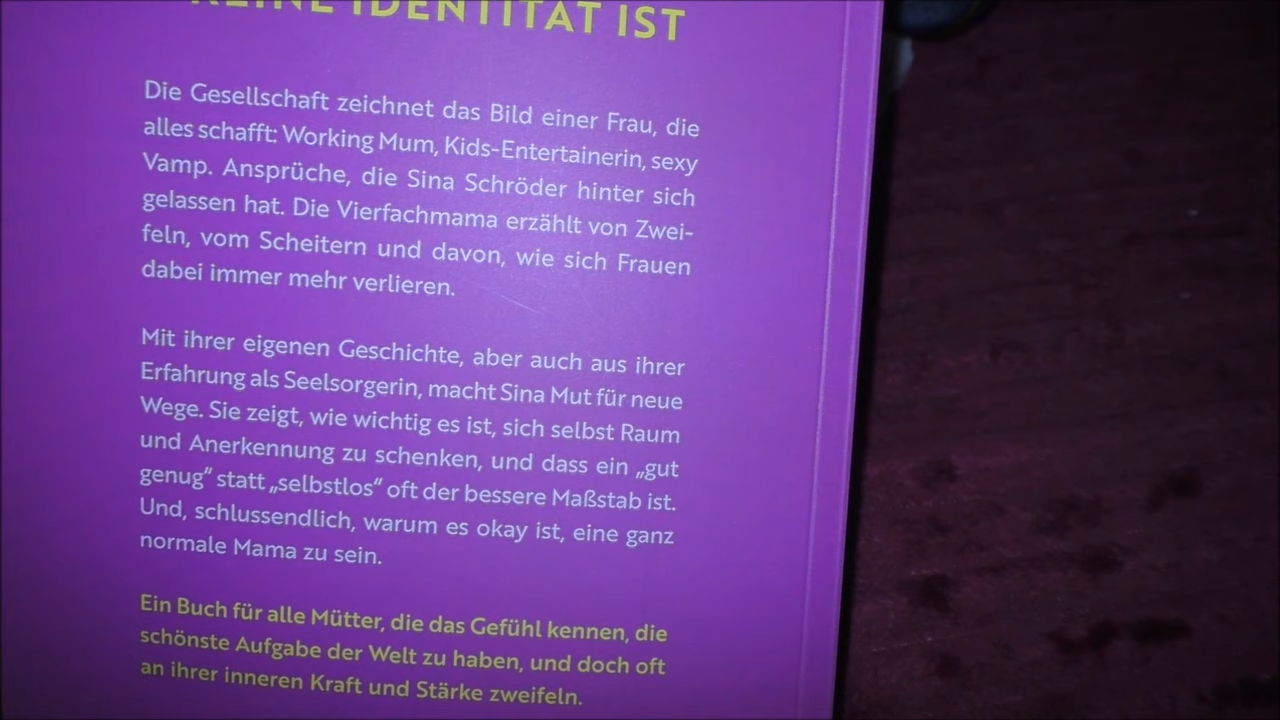 KEINE IDENTITÄT IST
Die Gesellschaft zeichnet das Bild einer Frau, die
alles schafft: Working Mum, Kids-Entertainerin, sexy
Vamp. Ansprüche, die Sina Schröder hinter sich
gelassen hat. Die Vierfachmama erzählt von Zwei-
feln, vom Scheitern und davon, wie sich Frauen
dabei immer mehr verlieren.
Mit ihrer eigenen Geschichte, aber auch aus ihrer
Erfahrung als Seelsorgerin, macht Sina Mut für neue
Wege. Sie zeigt, wie wichtig es ist, sich selbst Raum
und Anerkennung zu schenken, und dass ein „gut
genug“ statt „selbstlos“ oft der bessere Maßstab ist.
Und, schlussendlich, warum es okay ist, eine ganz
normale Mama zu sein.
Ein Buch für alle Mütter, die das Gefühl kennen, die
schönste Aufgabe der Welt zu haben, und doch oft
an ihrer inneren Kraft und Stärke zweifeln.